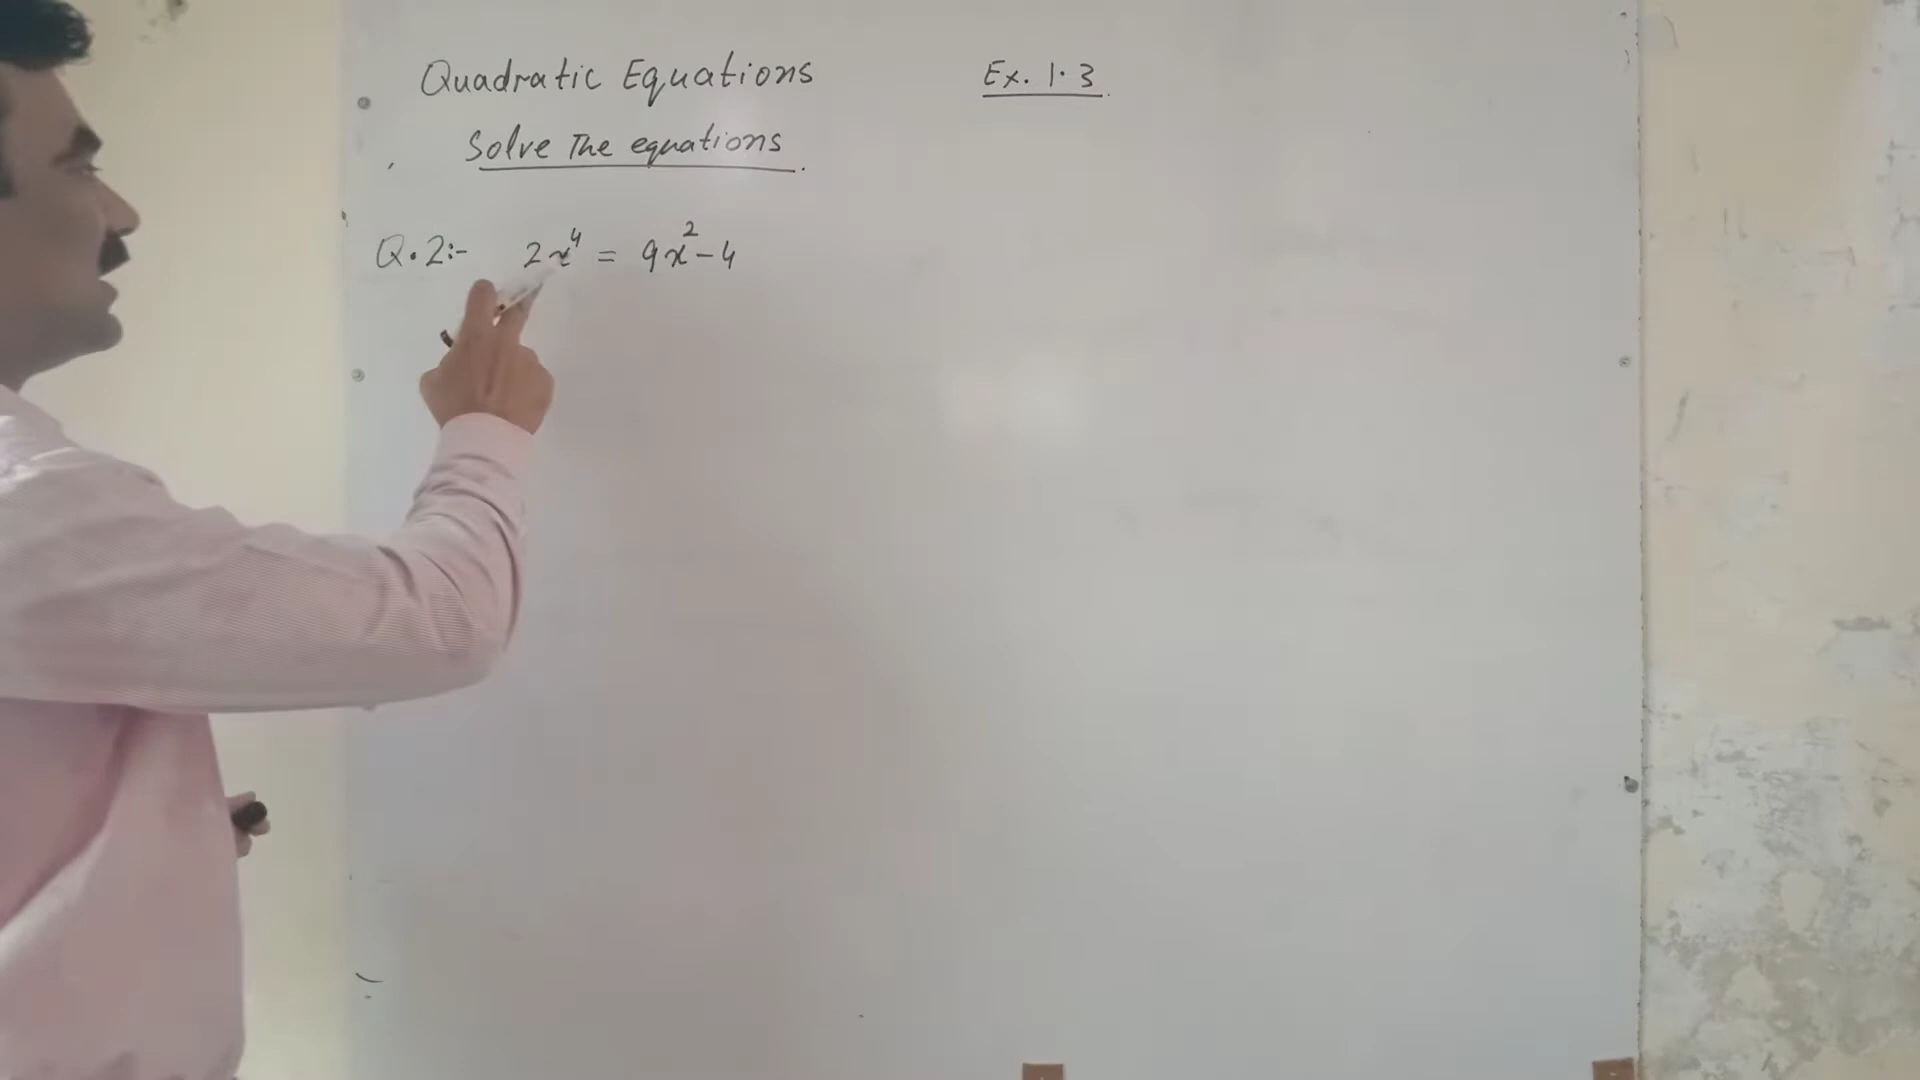 Quadratic Equations Ex. 1.3
Solve The equations
Q.2:- 2x⁴ = 9x² - 4